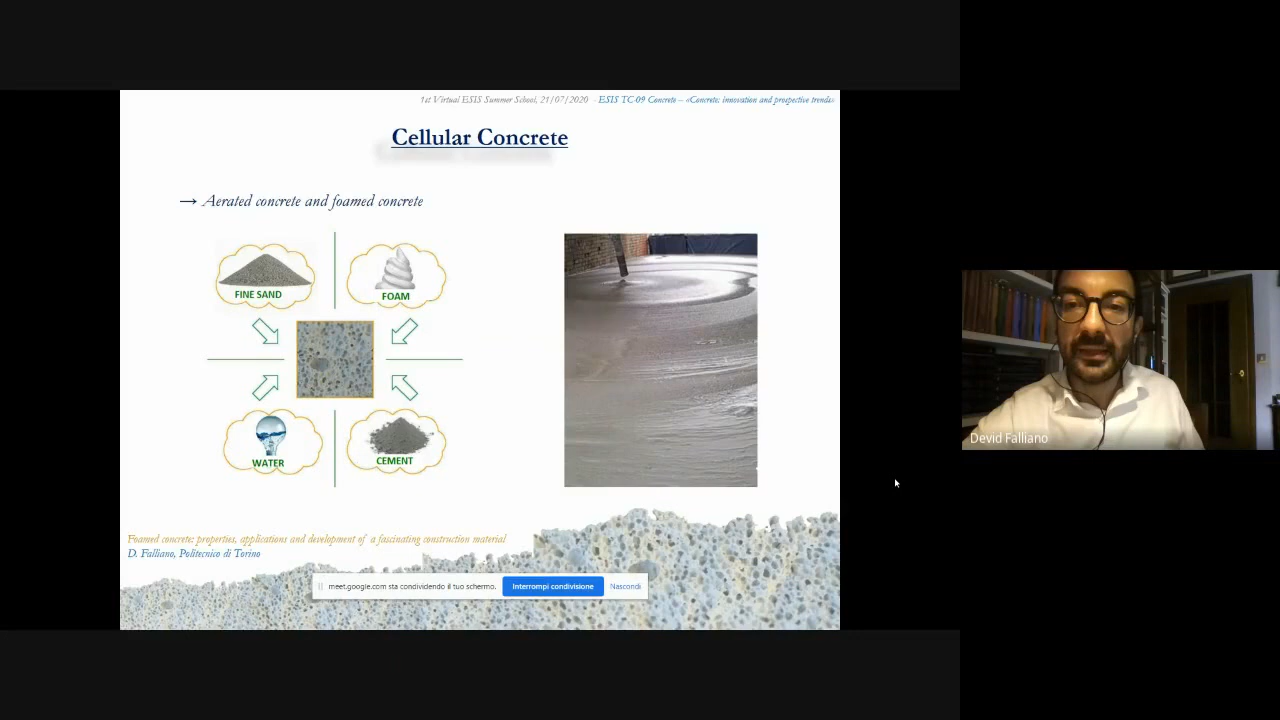 1st Virtual ESIS Summer School, 21/07/2020 - ESIS TC-09 Concrete – «Concrete: innovation and prospective trends»
Cellular Concrete
→ Aerated concrete and foamed concrete
FINE SAND
FOAM
WATER
CEMENT
Devid Falliano
Foamed concrete: properties, applications and development of a fascinating construction material
D. Falliano, Politecnico di Torino
meet.google.com sta condividendo il tuo schermo. Interrompi condivisione Nascondi